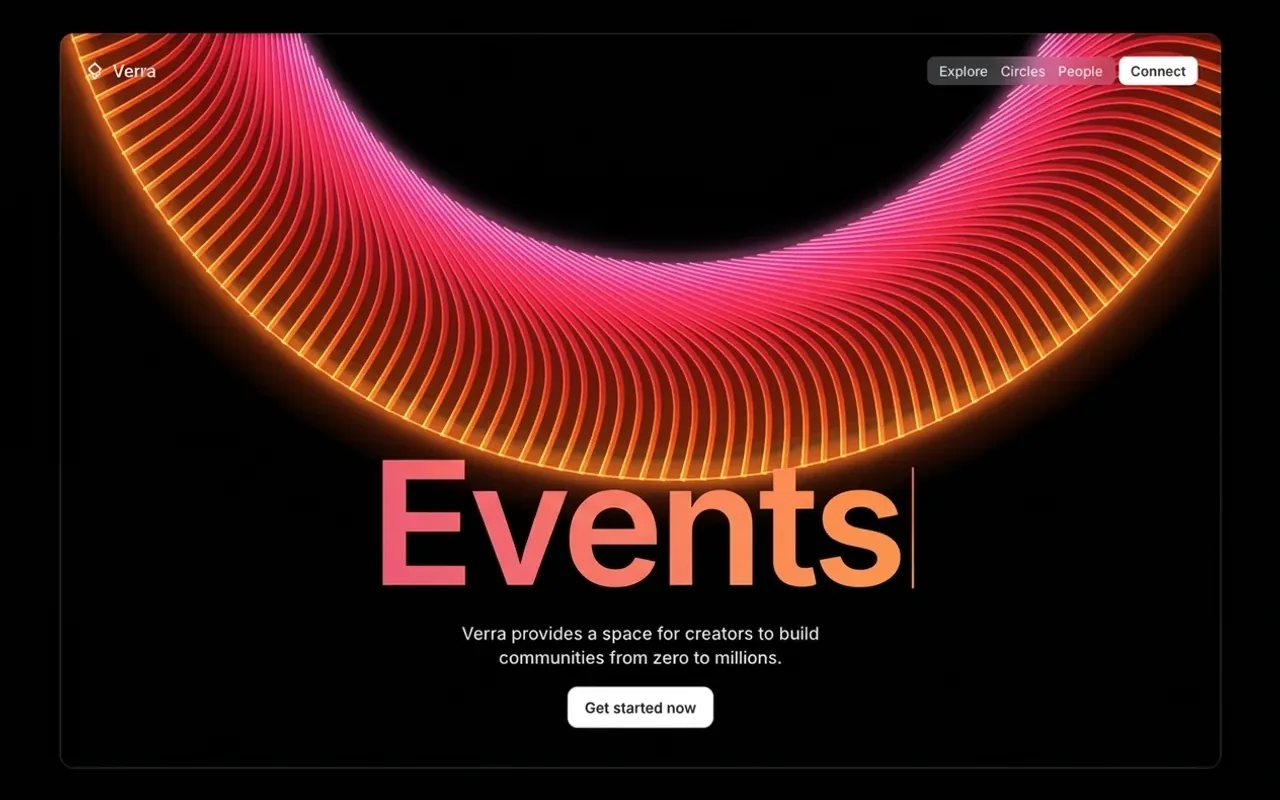 Verra
Explore Circles People Connect
Events
Verra provides a space for creators to build
communities from zero to millions.
Get started now